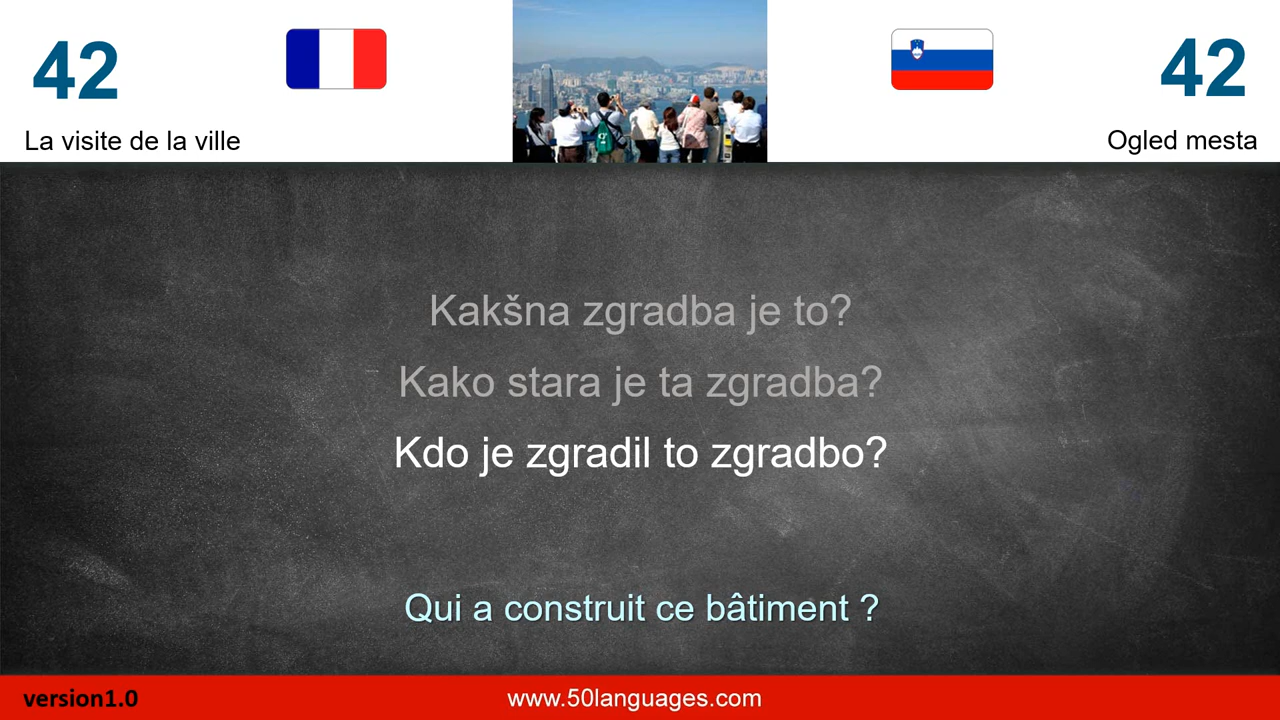 42
42
La visite de la ville
Ogled mesta
Kakšna zgradba je to?
Kako stara je ta zgradba?
Kdo je zgradil to zgradbo?
Qui a construit ce bâtiment ?
version1.0
www.50languages.com